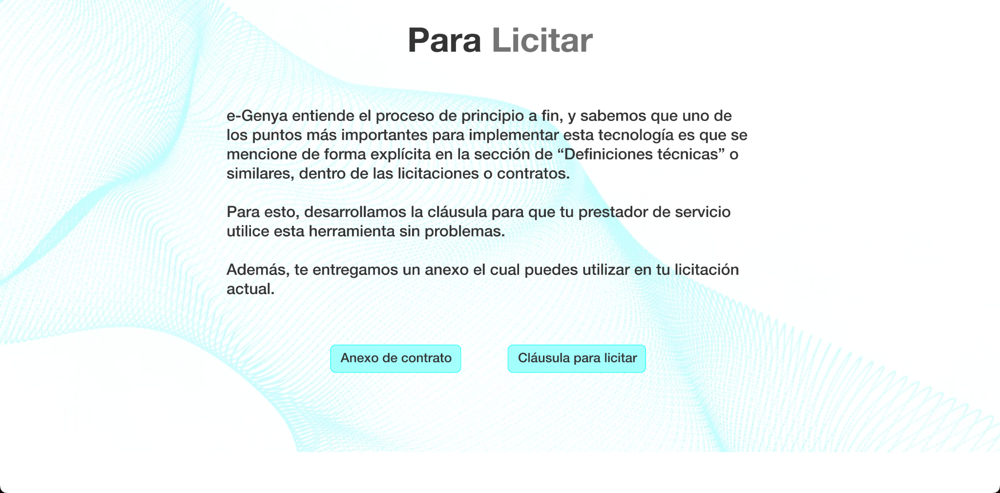 Para Licitar
e-Genya entiende el proceso de principio a fin, y sabemos que uno de
los puntos más importantes para implementar esta tecnología es que se
mencione de forma explícita en la sección de “Definiciones técnicas” o
similares, dentro de las licitaciones o contratos.
Para esto, desarrollamos la cláusula para que tu prestador de servicio
utilice esta herramienta sin problemas.
Además, te entregamos un anexo el cual puedes utilizar en tu licitación
actual.
Anexo de contrato
Cláusula para licitar